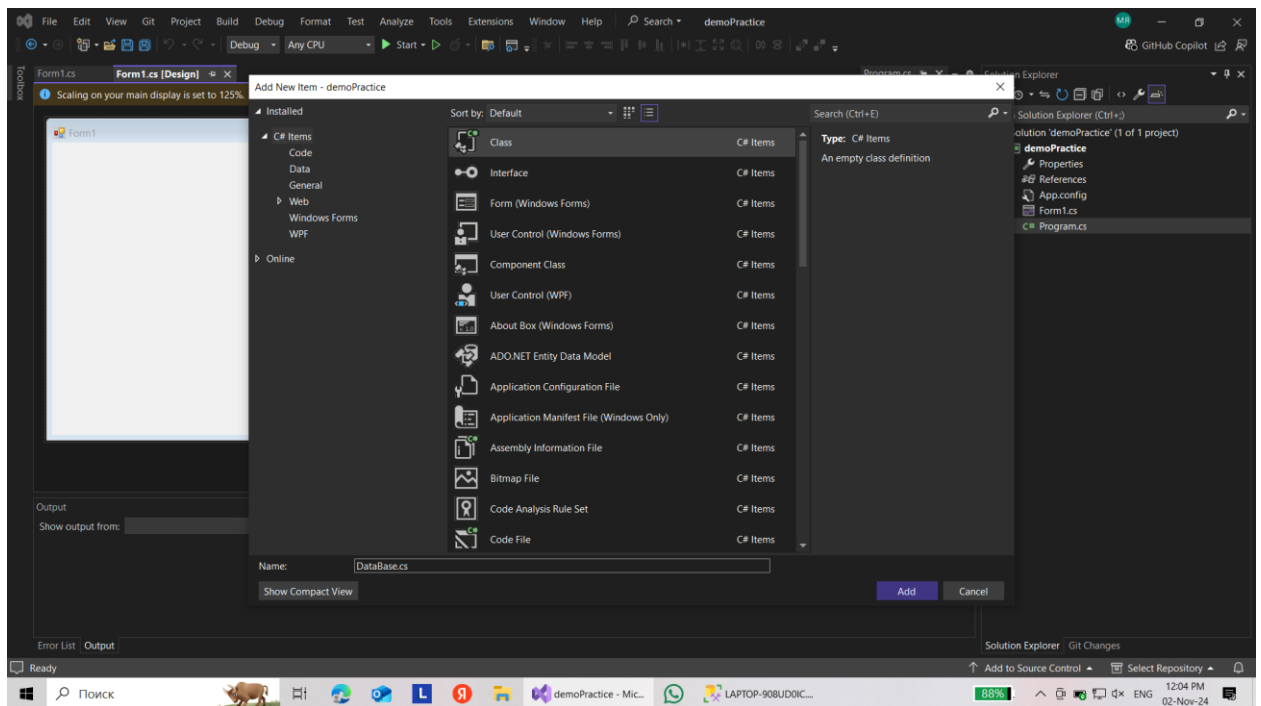 File Edit View Git Project Build Debug Format Test Analyze Tools Extensions Window Help Search demoPractice MR
Debug Any CPU Start GitHub Copilot
Toolbox
Form1.cs Form1.cs [Design] Program.cs Solution Explorer
Scaling on your main display is set to 125%.
Form1
Add New Item - demoPractice
Installed
C# Items
Code
Data
General
Web
Windows Forms
WPF
Online
Sort by: Default
Class C# Items
Interface C# Items
Form (Windows Forms) C# Items
User Control (Windows Forms) C# Items
Component Class C# Items
User Control (WPF) C# Items
About Box (Windows Forms) C# Items
ADO.NET Entity Data Model C# Items
Application Configuration File C# Items
Application Manifest File (Windows Only) C# Items
Assembly Information File C# Items
Bitmap File C# Items
Code Analysis Rule Set C# Items
Code File C# Items
Search (Ctrl+E)
Type: C# Items
An empty class definition
Name: DataBase.cs
Show Compact View Add Cancel
Solution Explorer (Ctrl+;)
olution 'demoPractice' (1 of 1 project)
demoPractice
Properties
References
App.config
Form1.cs
C# Program.cs
Output
Show output from:
Error List Output
Solution Explorer Git Changes
Ready Add to Source Control Select Repository
Поиск L Я demoPractice - Mic... LAPTOP-908UD0IC.... 88% ENG 12:04 PM
02-Nov-24